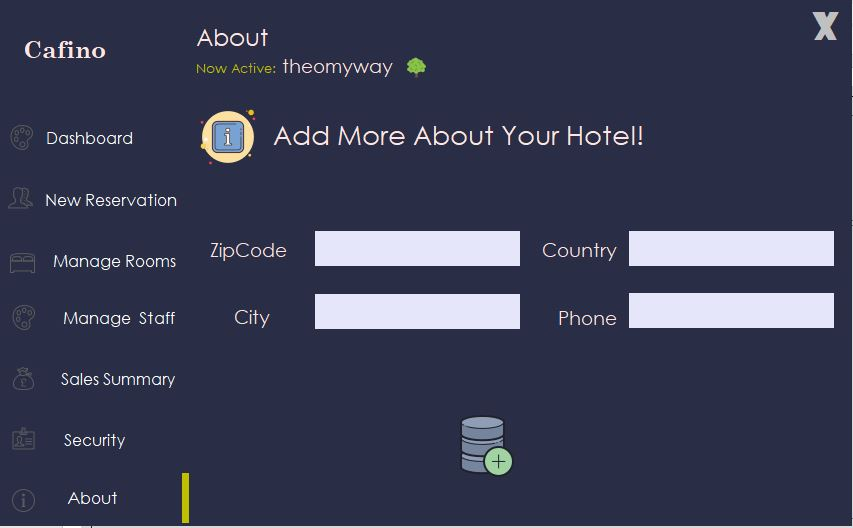 Cafino
About
X
Now Active: theomyway
Dashboard
i
Add More About Your Hotel!
New Reservation
ZipCode
Country
Manage Rooms
City
Phone
Manage  Staff
Sales Summary
Security
About